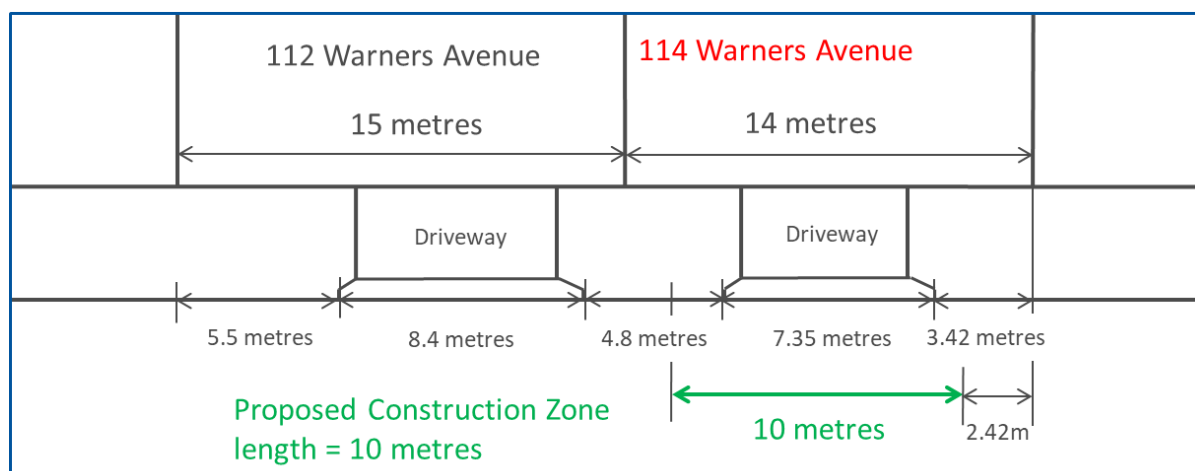 112 Warners Avenue
114 Warners Avenue
15 metres
14 metres
Driveway
Driveway
5.5 metres
8.4 metres
4.8 metres
7.35 metres
3.42 metres
Proposed Construction Zone
length = 10 metres
10 metres
2.42m